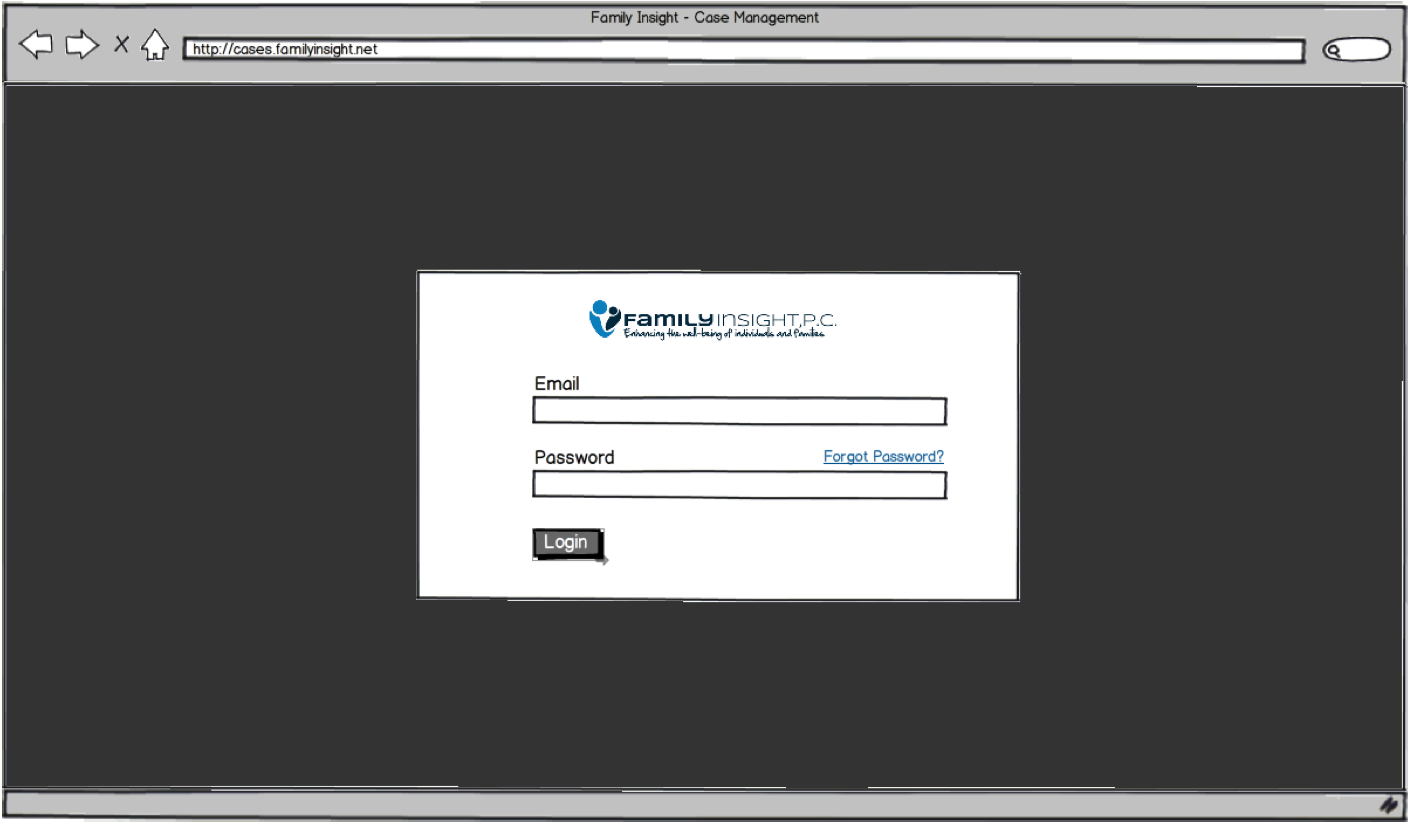 Family Insight - Case Management
http://cases.familyinsight.net
FamilY INSIGHT, P.C.
Enhancing the well-being of individuals and families
Email
Password Forgot Password?
Login